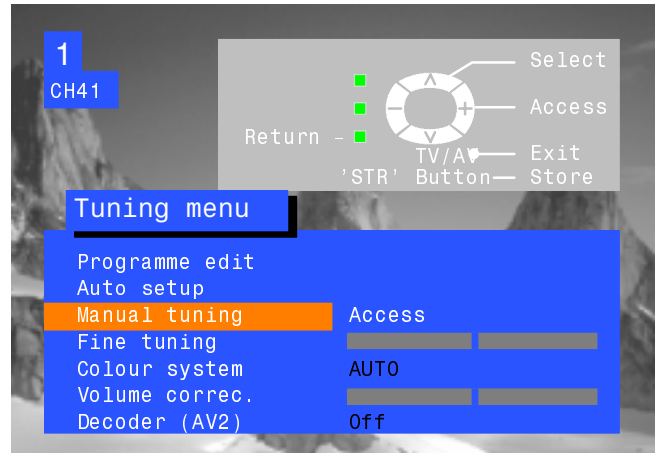 1
CH41
Select
Access
Return –
TV/AV Exit
'STR' Button Store
Tuning menu
Programme edit
Auto setup
Manual tuning Access
Fine tuning
Colour system AUTO
Volume correc.
Decoder (AV2) Off